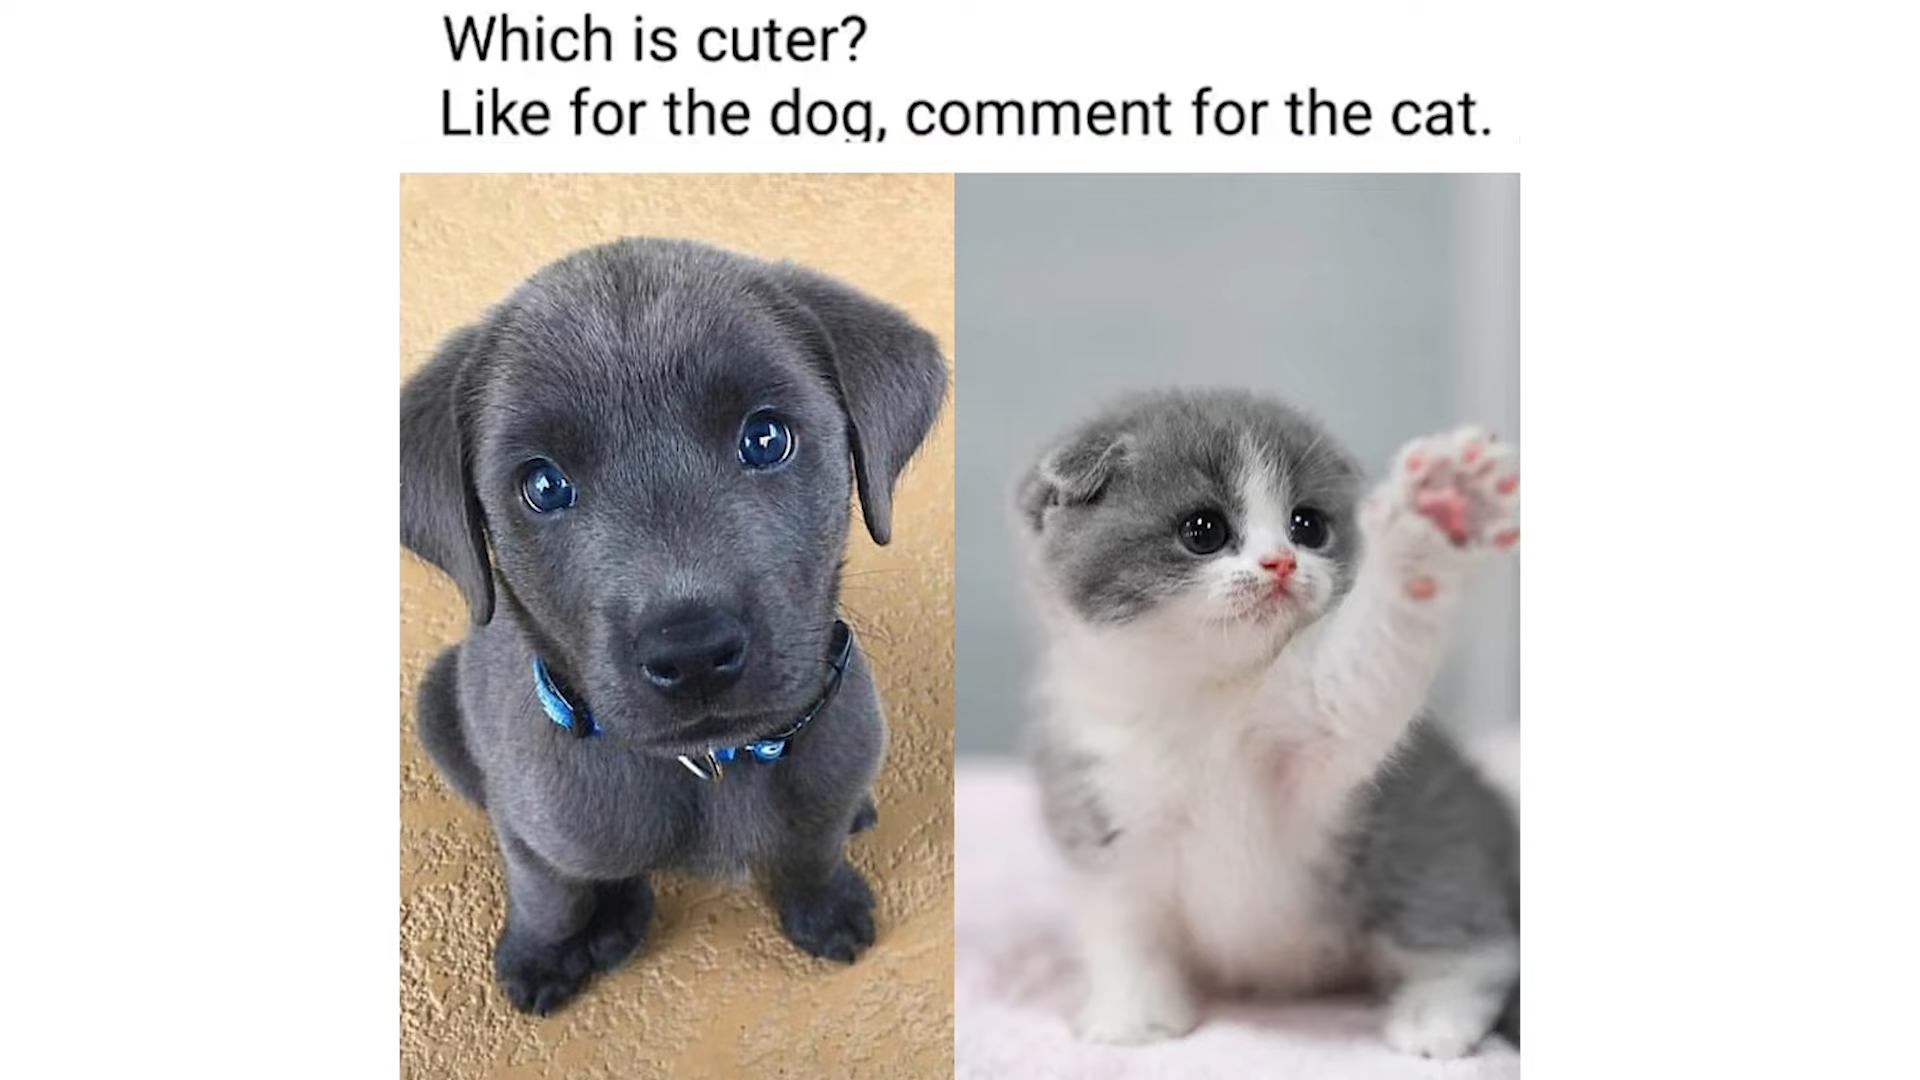 Which is cuter?
Like for the dog, comment for the cat.